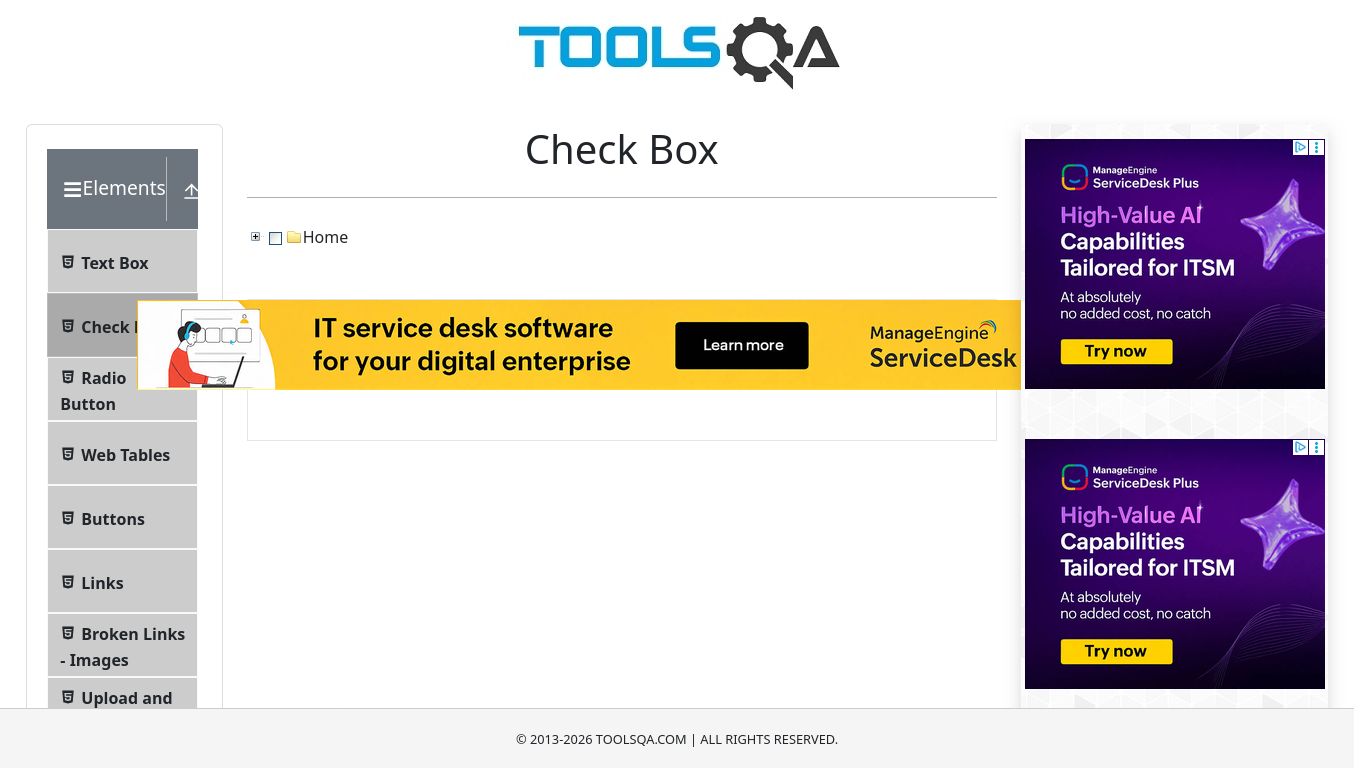 TOOLSQA
Elements
Text Box
Check
Radio
Button
Web Tables
Buttons
Links
Broken Links
- Images
Upload and
Check Box
Home
IT service desk software
for your digital enterprise
Learn more
ManageEngine
ServiceDesk
ManageEngine
ServiceDesk Plus
High-Value AI
Capabilities
Tailored for ITSM
At absolutely
no added cost, no catch
Try now
ManageEngine
ServiceDesk Plus
High-Value AI
Capabilities
Tailored for ITSM
At absolutely
no added cost, no catch
Try now
© 2013-2026 TOOLSQA.COM | ALL RIGHTS RESERVED.